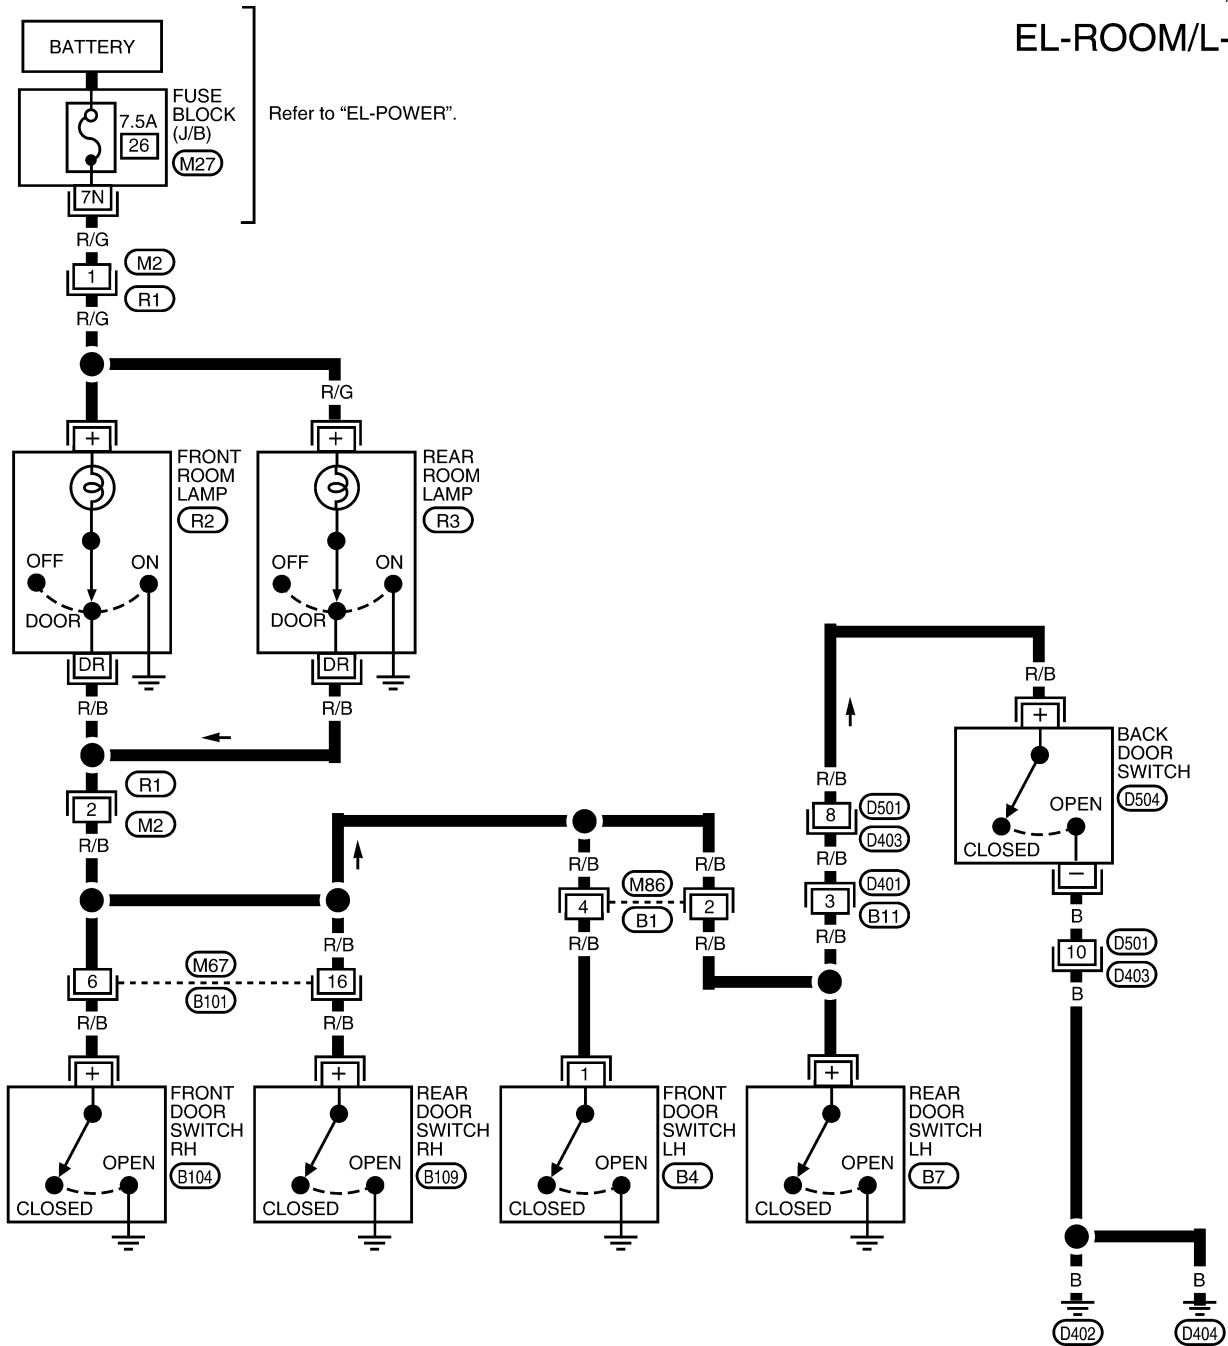 EL-ROOM/L-
BATTERY
FUSE
BLOCK
(J/B)
M27
7.5A
26
Refer to “EL-POWER”.
7N
R/G
1
M2
R1
R/G
R/G
+
FRONT
ROOM
LAMP
R2
OFF
ON
DOOR
DR
R/B
+
REAR
ROOM
LAMP
R3
OFF
ON
DOOR
DR
R/B
R1
2
M2
R/B
R/B
6
M67
B101
16
R/B
R/B
R/B
R/B
4
M86
B1
2
R/B
R/B
R/B
8
D501
D403
R/B
3
D401
B11
R/B
R/B
+
BACK
DOOR
SWITCH
D504
OPEN
CLOSED
−
B
10
D501
D403
B
+
FRONT
DOOR
SWITCH
RH
B104
OPEN
CLOSED
+
REAR
DOOR
SWITCH
RH
B109
OPEN
CLOSED
1
FRONT
DOOR
SWITCH
LH
B4
OPEN
CLOSED
+
REAR
DOOR
SWITCH
LH
B7
OPEN
CLOSED
B
B
D402
D404